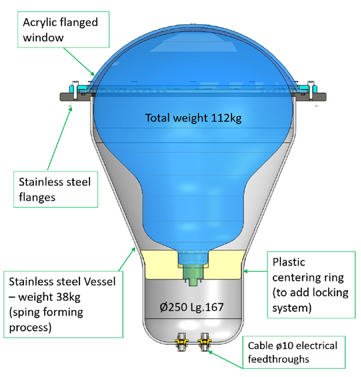 Acrylic flanged
window
Total weight 112kg
Stainless steel
flanges
Stainless steel Vessel
– weight 38kg
(sping forming
process)
Plastic
centering ring
(to add locking
system)
Ø250 Lg.167
Cable ø10 electrical
feedthroughs